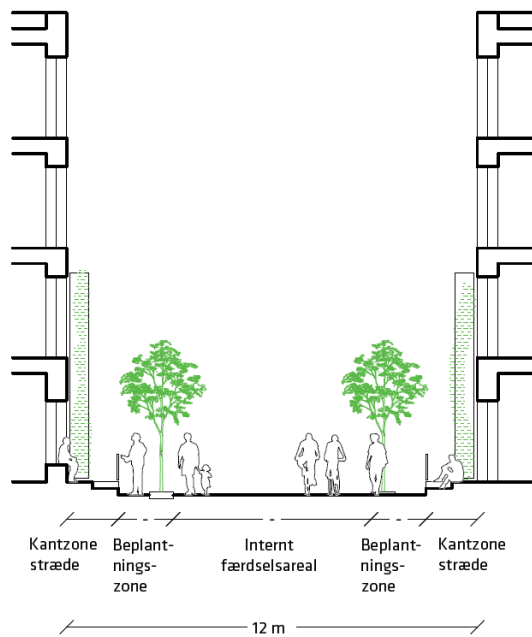 Kantzone
stræde
Beplant-
nings-
zone
Internt
færdselsareal
Beplant-
nings-
zone
Kantzone
stræde
12 m